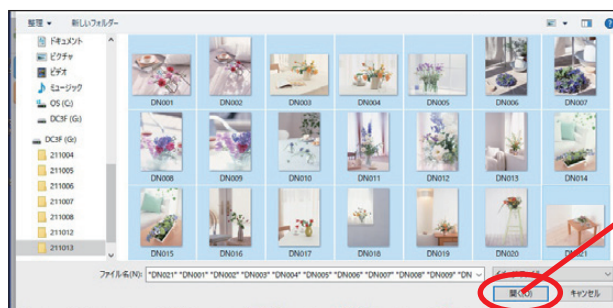 整理 ▼ 新しいフォルダー
ドキュメント
ピクチャ
ビデオ
ミュージック
OS (C:)
DC3F (G:)
DC3F (G:)
211004
211005
211006
211007
211008
211012
211013
DN001 DN002 DN003 DN004 DN005 DN006 DN007
DN008 DN009 DN010 DN011 DN012 DN013 DN014
DN015 DN016 DN017 DN018 DN019 DN020 DN021
ファイル名(N): "DN021" "DN001" "DN002" "DN003" "DN004" "DN005" "DN006" "DN007" "DN008" "DN009" "DN
開く(O) キャンセル